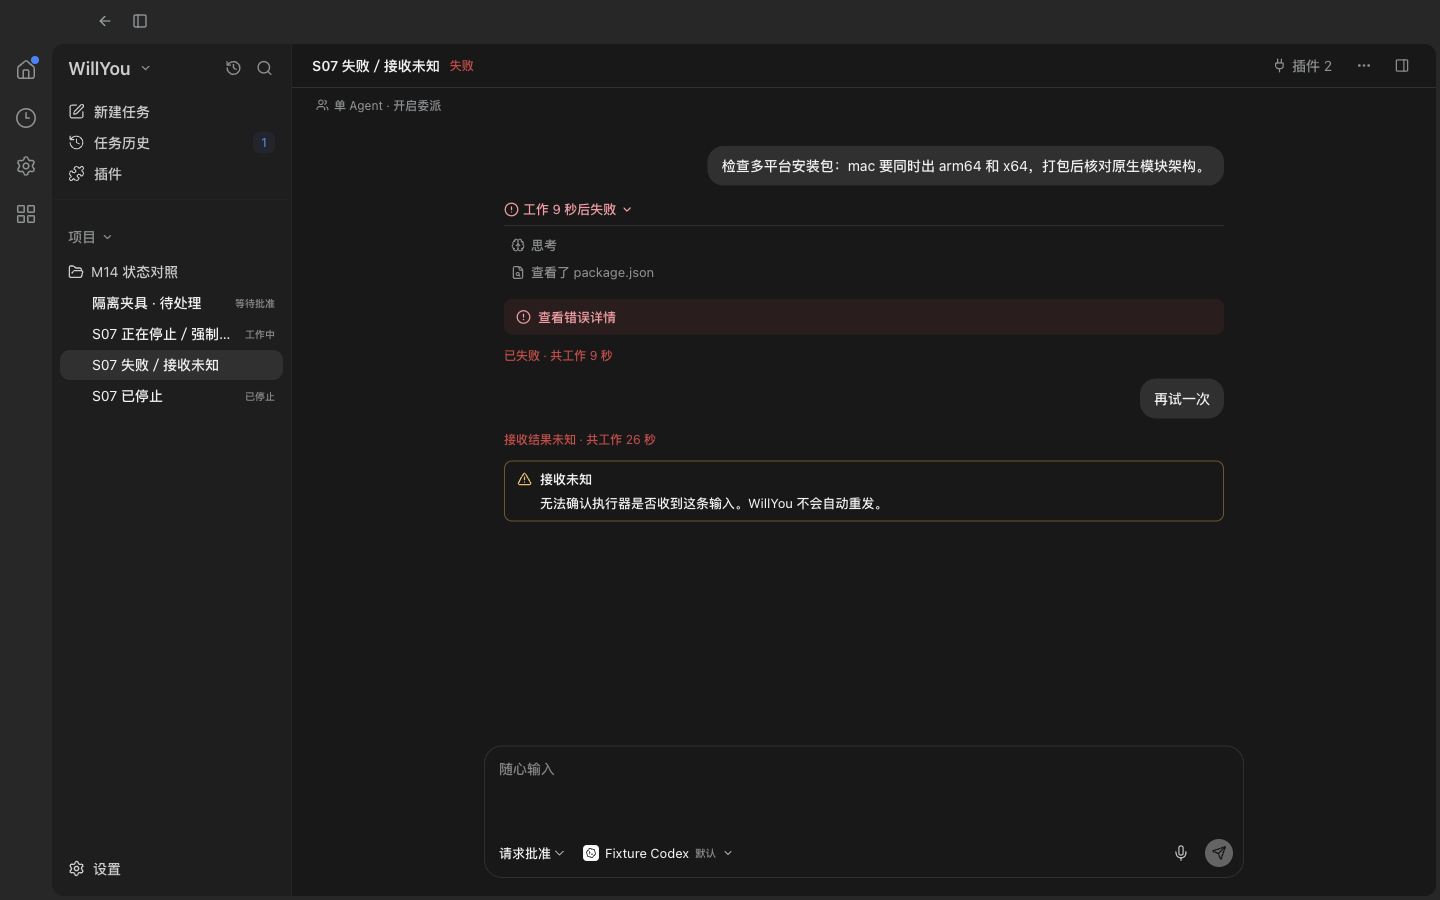 WillYou
新建任务
任务历史
1
插件
项目
M14 状态对照
隔离夹具 · 待处理
等待批准
S07 正在停止 / 强制...
工作中
S07 失败 / 接收未知
S07 已停止
已停止
设置
S07 失败 / 接收未知
失败
插件 2
单 Agent · 开启委派
检查多平台安装包：mac 要同时出 arm64 和 x64，打包后核对原生模块架构。
工作 9 秒后失败
思考
查看了 package.json
查看错误详情
已失败 · 共工作 9 秒
再试一次
接收结果未知 · 共工作 26 秒
接收未知
无法确认执行器是否收到这条输入。WillYou 不会自动重发。
随心输入
请求批准
Fixture Codex 默认